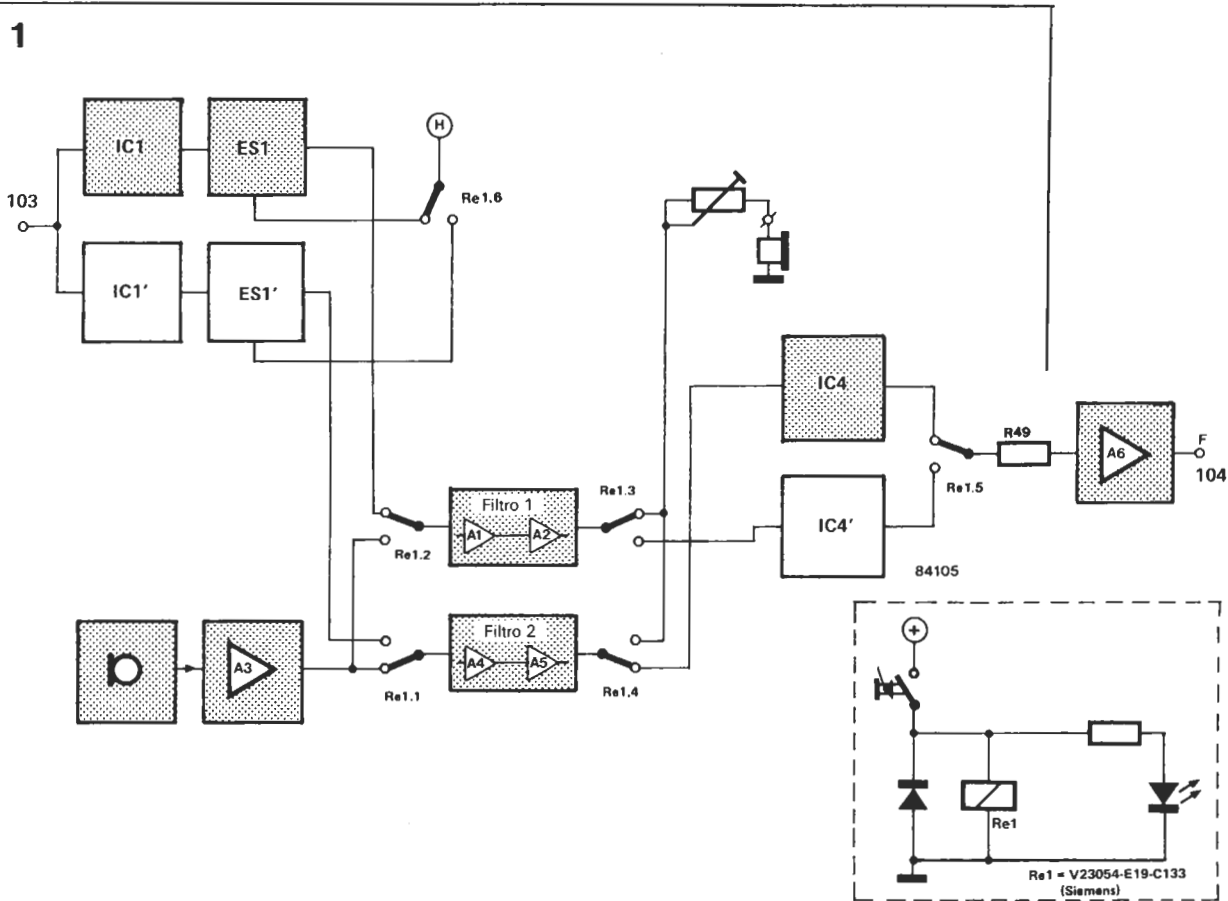 1
IC1
ES1
H
103
Re1.6
IC1'
ES1'
IC4
R49
A6
F
104
Re1.3
Re1.5
Filtro 1
A1
A2
Re1.2
IC4'
84105
Filtro 2
A3
A4
A5
Re1.1
Re1.4
+
Re1
Re1 = V23054-E19-C133
(Siemens)